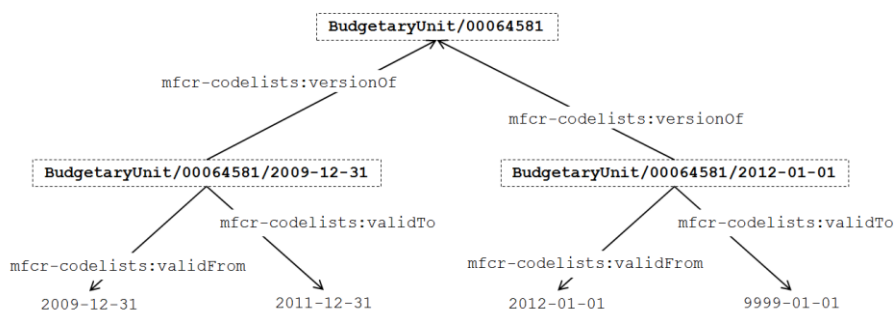 BudgetaryUnit/00064581
mfcr-codelists:versionOf
mfcr-codelists:versionOf
BudgetaryUnit/00064581/2009-12-31
BudgetaryUnit/00064581/2012-01-01
mfcr-codelists:validTo
mfcr-codelists:validTo
mfcr-codelists:validFrom
mfcr-codelists:validFrom
2009-12-31
2011-12-31
2012-01-01
9999-01-01